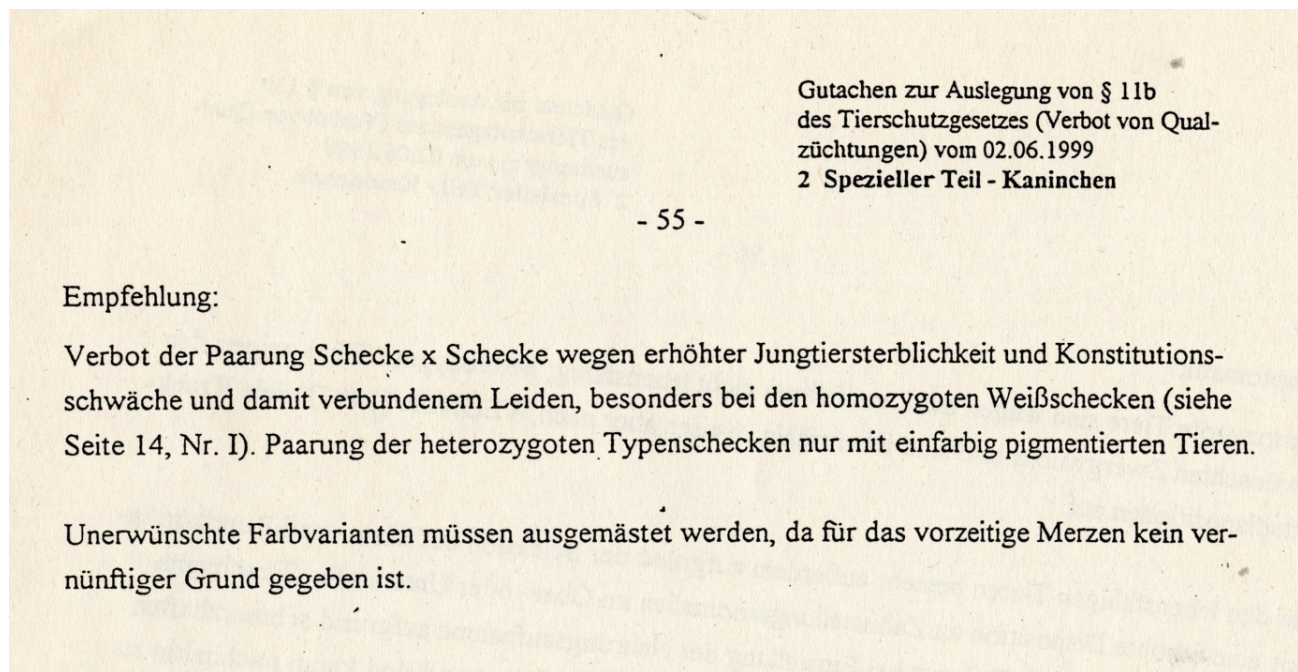 Gutachen zur Auslegung von § 11b
des Tierschutzgesetzes (Verbot von Qual-
züchtungen) vom 02.06.1999
2 Spezieller Teil - Kaninchen
- 55 -
Empfehlung:
Verbot der Paarung Schecke x Schecke wegen erhöhter Jungtiersterblichkeit und Konstitutions-
schwäche und damit verbundenem Leiden, besonders bei den homozygoten Weißschecken (siehe
Seite 14, Nr. I). Paarung der heterozygoten Typenschecken nur mit einfarbig pigmentierten Tieren.
Unerwünschte Farbvarianten müssen ausgemästet werden, da für das vorzeitige Merzen kein ver-
nünftiger Grund gegeben ist.